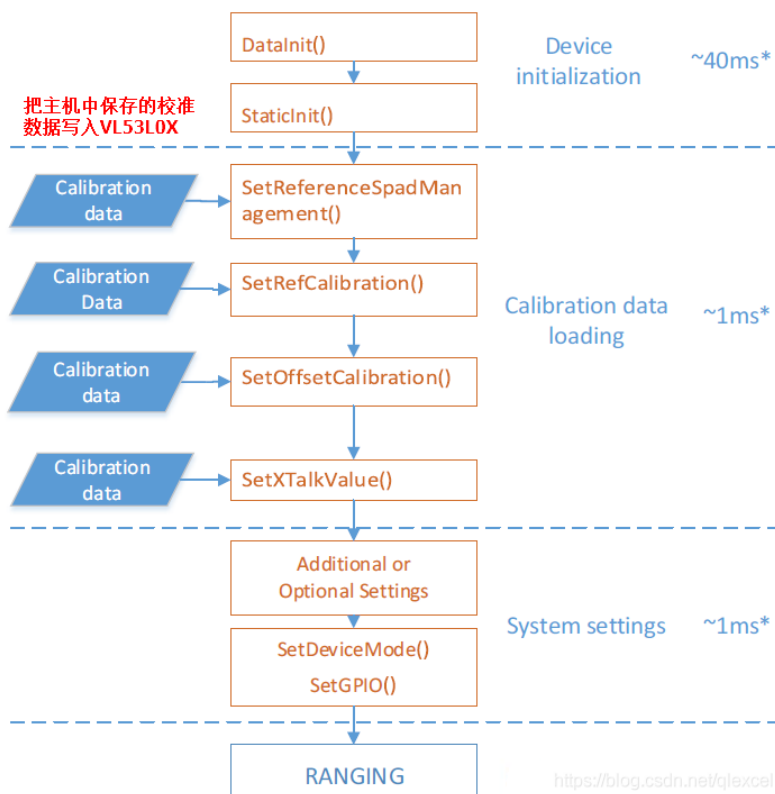 DataInit()
Device
initialization
~40ms*
把主机中保存的校准
数据写入VL53L0X
StaticInit()
Calibration
data
SetReferenceSpadMan
agement()
Calibration
Data
SetRefCalibration()
Calibration data
loading
~1ms*
Calibration
data
SetOffsetCalibration()
Calibration
data
SetXTalkValue()
Additional or
Optional Settings
System settings
~1ms*
SetDeviceMode()
SetGPIO()
RANGING
https://blog.csdn.net/qlexcel